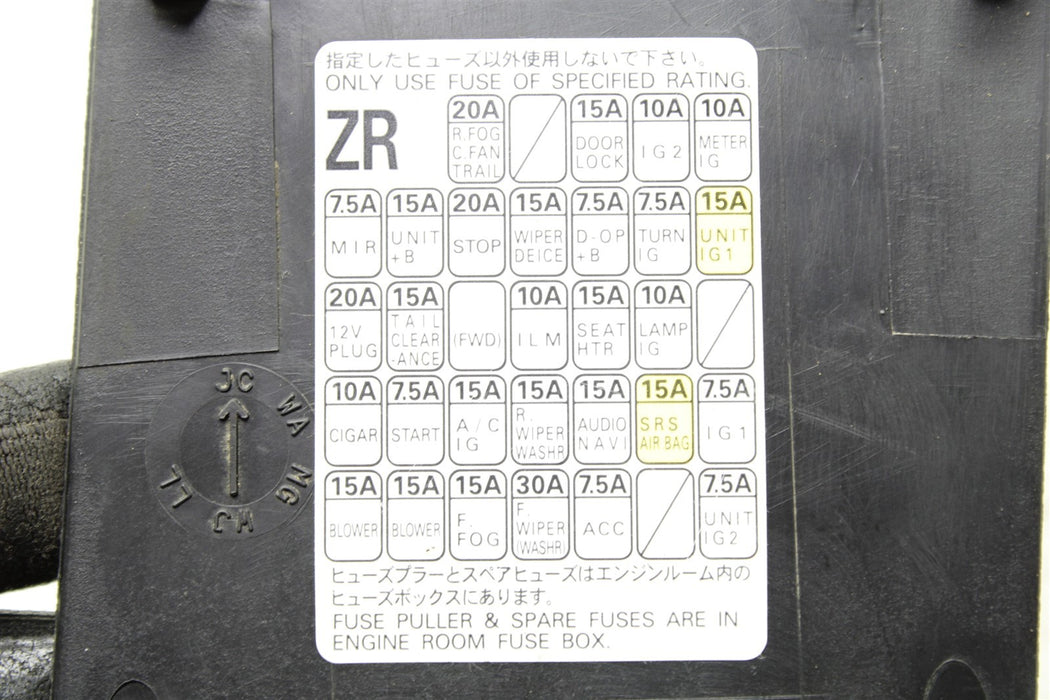 指定したヒューズ以外使用しないで下さい。
ONLY USE FUSE OF SPECIFIED RATING.
ZR
20A
R.FOG
C.FAN
TRAIL
15A
DOOR
LOCK
10A
IG2
10A
METER
IG
7.5A
MIR
15A
UNIT
+B
20A
STOP
15A
WIPER
DEICE
7.5A
D-OP
+B
7.5A
TURN
IG
15A
UNIT
IG1
20A
12V
PLUG
15A
TAIL
CLEAR
-ANCE
(FWD)
10A
ILM
15A
SEAT
HTR
10A
LAMP
IG
10A
CIGAR
7.5A
START
15A
A/C
IG
15A
R.
WIPER
WASHR
15A
AUDIO
NAVI
15A
SRS
AIR BAG
7.5A
IG1
15A
BLOWER
15A
BLOWER
15A
F.
FOG
30A
F.
WIPER
(WASHR)
7.5A
ACC
7.5A
UNIT
IG2
ヒューズプラーとスペアヒューズはエンジンルーム内の
ヒューズボックスにあります。
FUSE PULLER & SPARE FUSES ARE IN
ENGINE ROOM FUSE BOX.
JC
WA
MG
WJ
LL